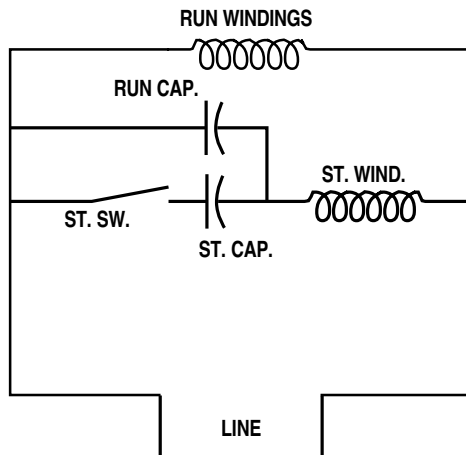 RUN WINDINGS
RUN CAP.
ST. WIND.
ST. SW.
ST. CAP.
LINE